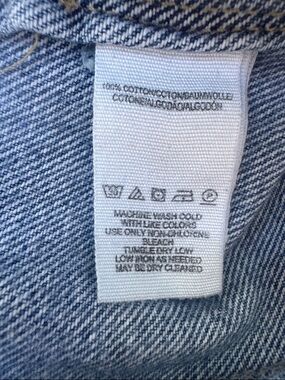 100% COTTON/COTON/BAUMWOLLE/
COTONE/ALGODÃO/ALGODÓN
MACHINE WASH COLD
WITH LIKE COLORS
USE ONLY NON-CHLORINE
BLEACH
TUMBLE DRY LOW
LOW IRON AS NEEDED
MAY BE DRY CLEANED